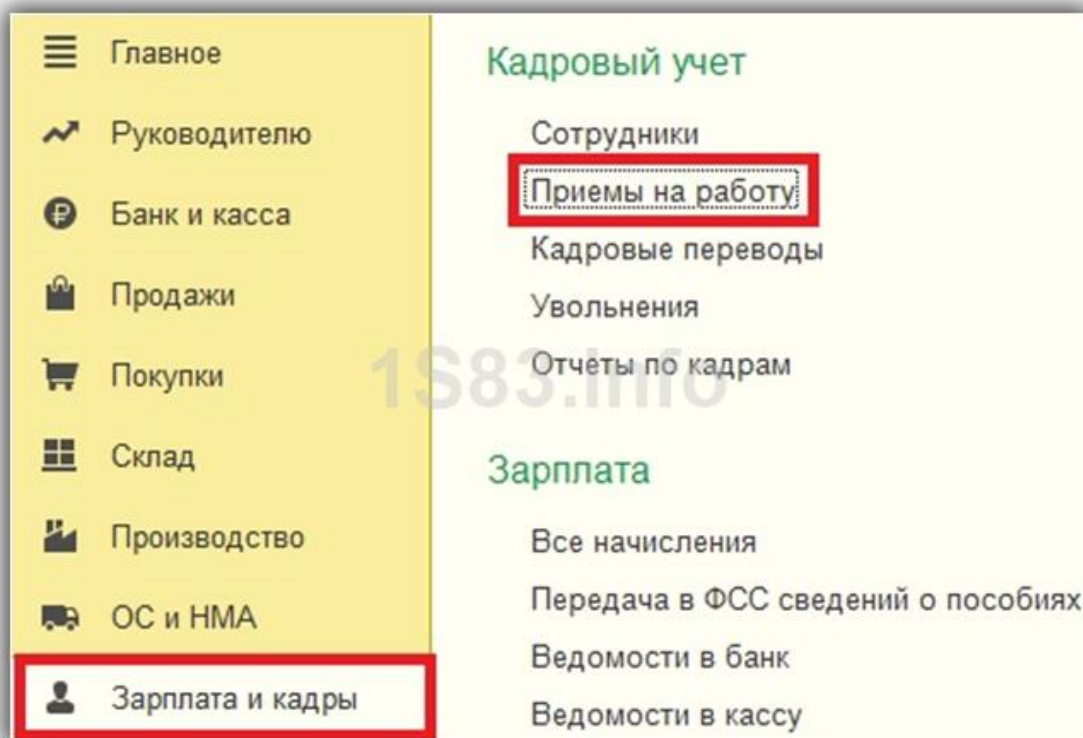 Главное
Руководителю
Банк и касса
Продажи
Покупки
Склад
Производство
ОС и НМА
Зарплата и кадры
Кадровый учет
Сотрудники
Приемы на работу
Кадровые переводы
Увольнения
Отчеты по кадрам
1S83.Info
Зарплата
Все начисления
Передача в ФСС сведений о пособиях
Ведомости в банк
Ведомости в кассу